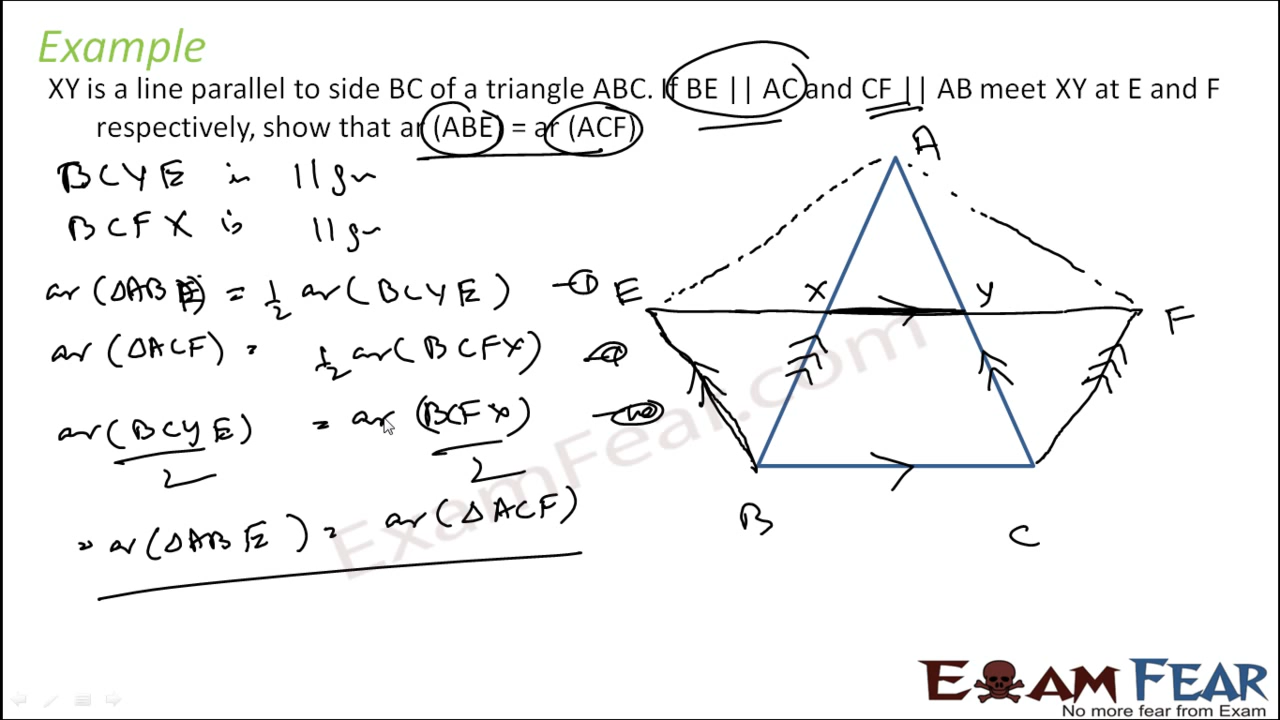 Example
XY is a line parallel to side BC of a triangle ABC. If BE || AC and CF || AB meet XY at E and F
respectively, show that ar (ABE) = ar (ACF)
BCYE is ||gm
BCFX is ||gm
ar (ΔABE) = 1/2 ar (BCYE) - ①
ar (ΔACF) = 1/2 ar (BCFX)
ar (BCYE) = ar (BCFX)
2 2
= ar (ΔABE) = ar (ΔACF)
A
E X Y F
B C
ExamFear.com
EXAM FEAR
No more fear from Exam